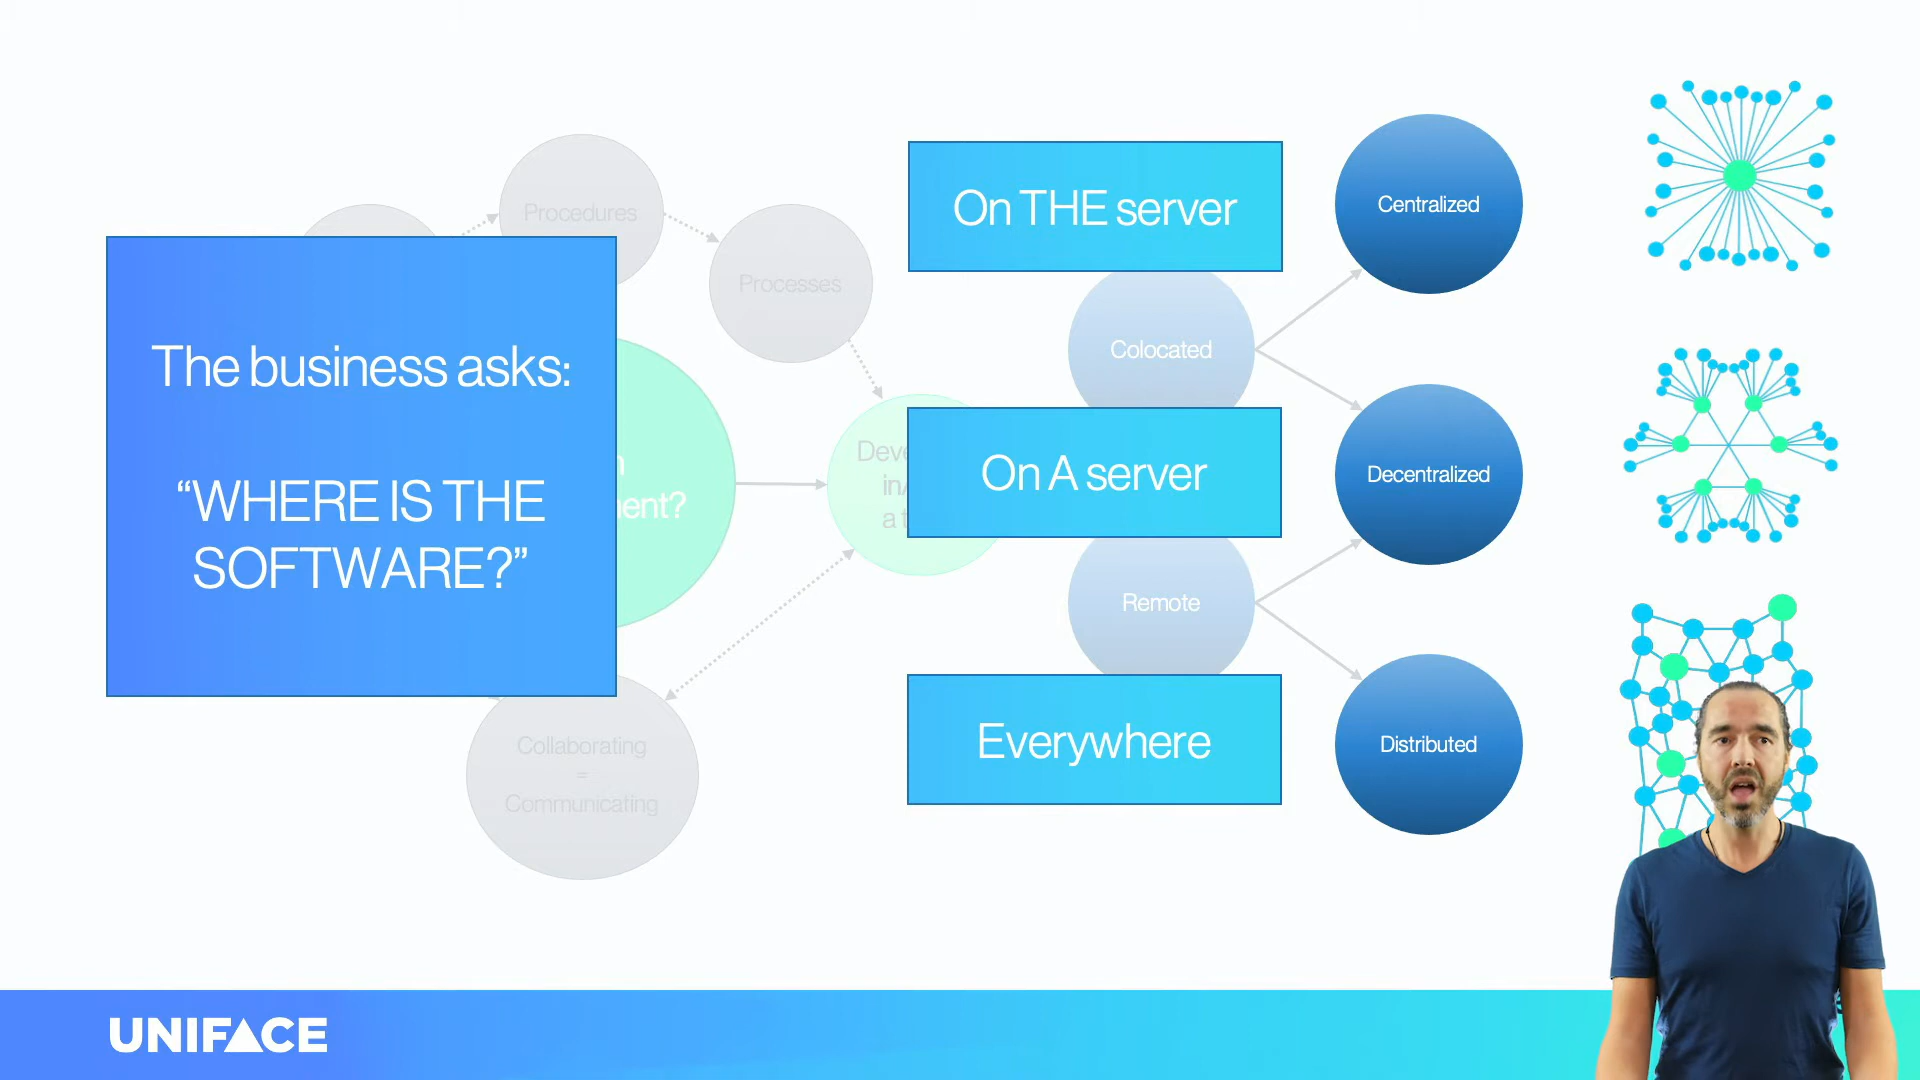 The business asks:
“WHERE IS THE
SOFTWARE?”
Procedures
Processes
Collaborating
=
Communicating
On THE server
Colocated
On A server
Remote
Everywhere
Centralized
Decentralized
Distributed
UNIFACE